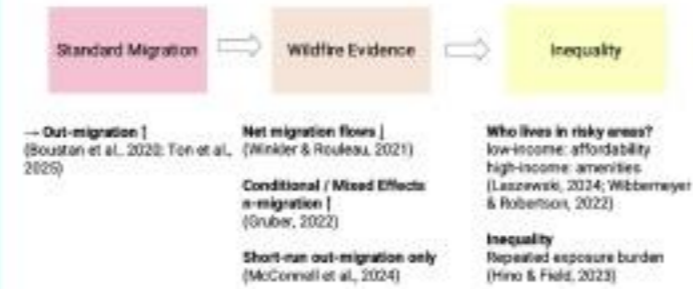 Standard Migration
Wildfire Evidence
Inequality
→ Out-migration ↑
(Boustan et al., 2020; Ton et al.,
2025)
Net migration flows ↓
(Winkler & Rouleau, 2021)
Conditional / Mixed Effects
n-migration ↑
(Gruber, 2022)
Short-run out-migration only
(McConnell et al., 2024)
Who lives in risky areas?
low-income: affordability
high-income: amenities
(Laszewski, 2024; Wibbemeyer
& Robertson, 2022)
Inequality
Repeated exposure burden
(Hino & Field, 2023)